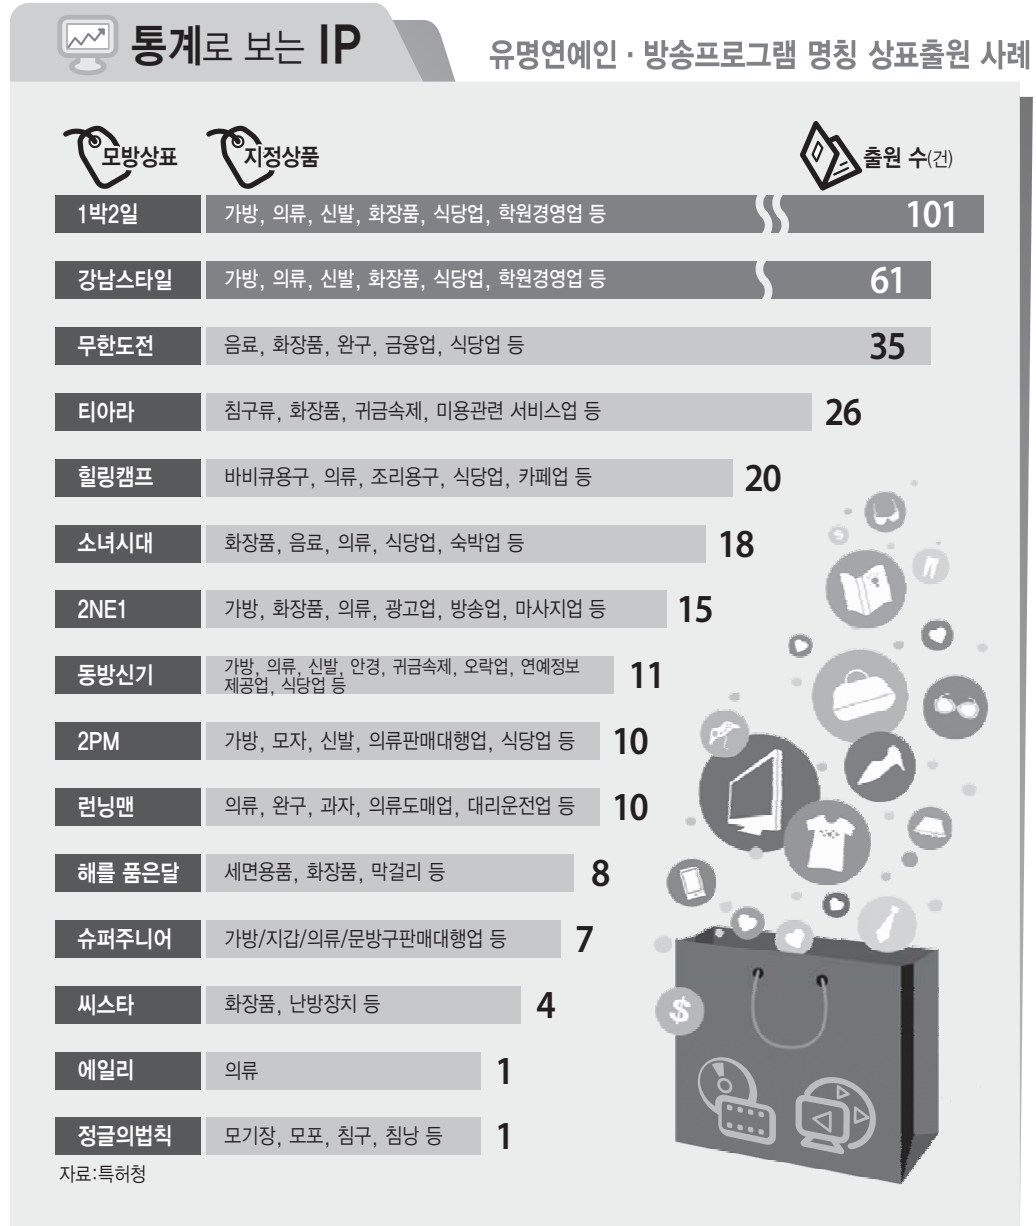 통계로 보는 IP
유명연예인·방송프로그램 명칭 상표출원 사례
모방상표 지정상품 출원 수(건)
1박2일 가방, 의류, 신발, 화장품, 식당업, 학원경영업 등 101
강남스타일 가방, 의류, 신발, 화장품, 식당업, 학원경영업 등 61
무한도전 음료, 화장품, 완구, 금융업, 식당업 등 35
티아라 침구류, 화장품, 귀금속제, 미용관련 서비스업 등 26
힐링캠프 바비큐용구, 의류, 조리용구, 식당업, 카페업 등 20
소녀시대 화장품, 음료, 의류, 식당업, 숙박업 등 18
2NE1 가방, 화장품, 의류, 광고업, 방송업, 마사지업 등 15
동방신기 가방, 의류, 신발, 안경, 귀금속제, 오락업, 연예정보
제공업, 식당업 등 11
2PM 가방, 모자, 신발, 의류판매대행업, 식당업 등 10
런닝맨 의류, 완구, 과자, 의류도매업, 대리운전업 등 10
해를 품은달 세면용품, 화장품, 막걸리 등 8
슈퍼주니어 가방/지갑/의류/문방구판매대행업 등 7
씨스타 화장품, 난방장치 등 4
에일리 의류 1
정글의법칙 모기장, 모포, 침구, 침낭 등 1
자료:특허청
$
$